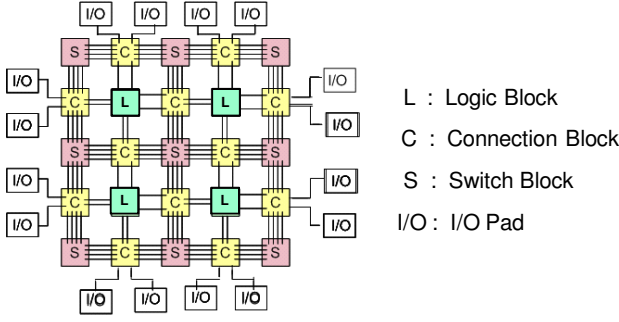 I/O I/O I/O I/O
S C S C S
I/O I/O
C L C L C
I/O I/O
S C S C S
I/O I/O
C L C L C
I/O I/O
S C S C S
I/O I/O I/O I/O
L : Logic Block
C : Connection Block
S : Switch Block
I/O : I/O Pad